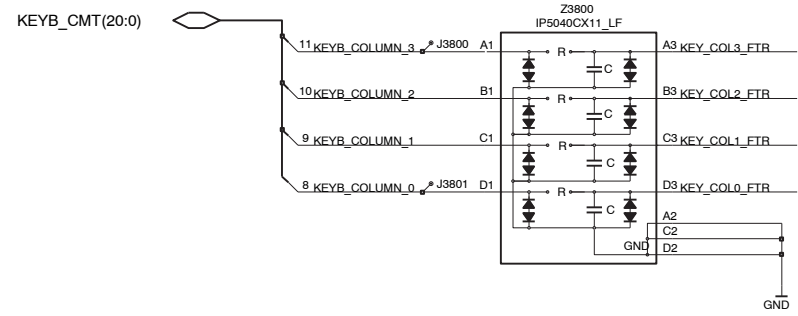 Z3800
KEYB_CMT(20:0)
IP5040CX11_LF
11 KEYB_COLUMN_3 J3800 A1 R C A3 KEY_COL3_FTR
10 KEYB_COLUMN_2 B1 R C B3 KEY_COL2_FTR
9 KEYB_COLUMN_1 C1 R C C3 KEY_COL1_FTR
8 KEYB_COLUMN_0 J3801 D1 R C D3 KEY_COL0_FTR
A2
C2
GND D2
GND